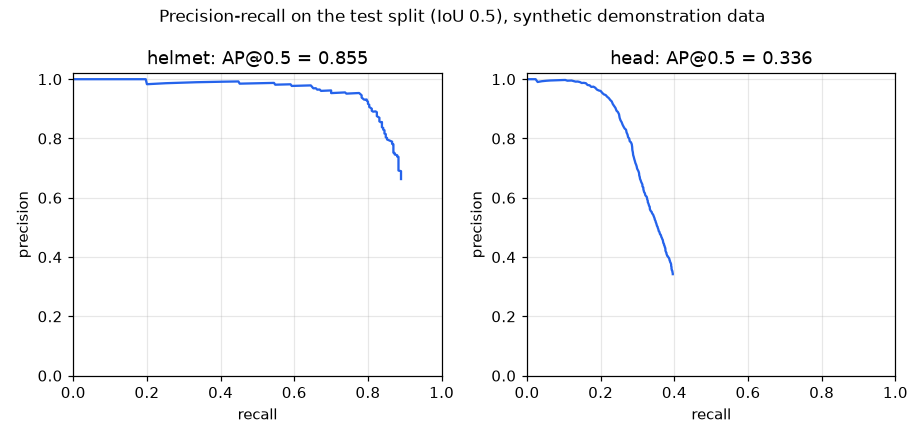 Precision-recall on the test split (IoU 0.5), synthetic demonstration data
helmet: AP@0.5 = 0.855
1.0
0.8
0.6
0.4
0.2
0.0
precision
0.0 0.2 0.4 0.6 0.8 1.0
recall
head: AP@0.5 = 0.336
1.0
0.8
0.6
0.4
0.2
0.0
precision
0.0 0.2 0.4 0.6 0.8 1.0
recall